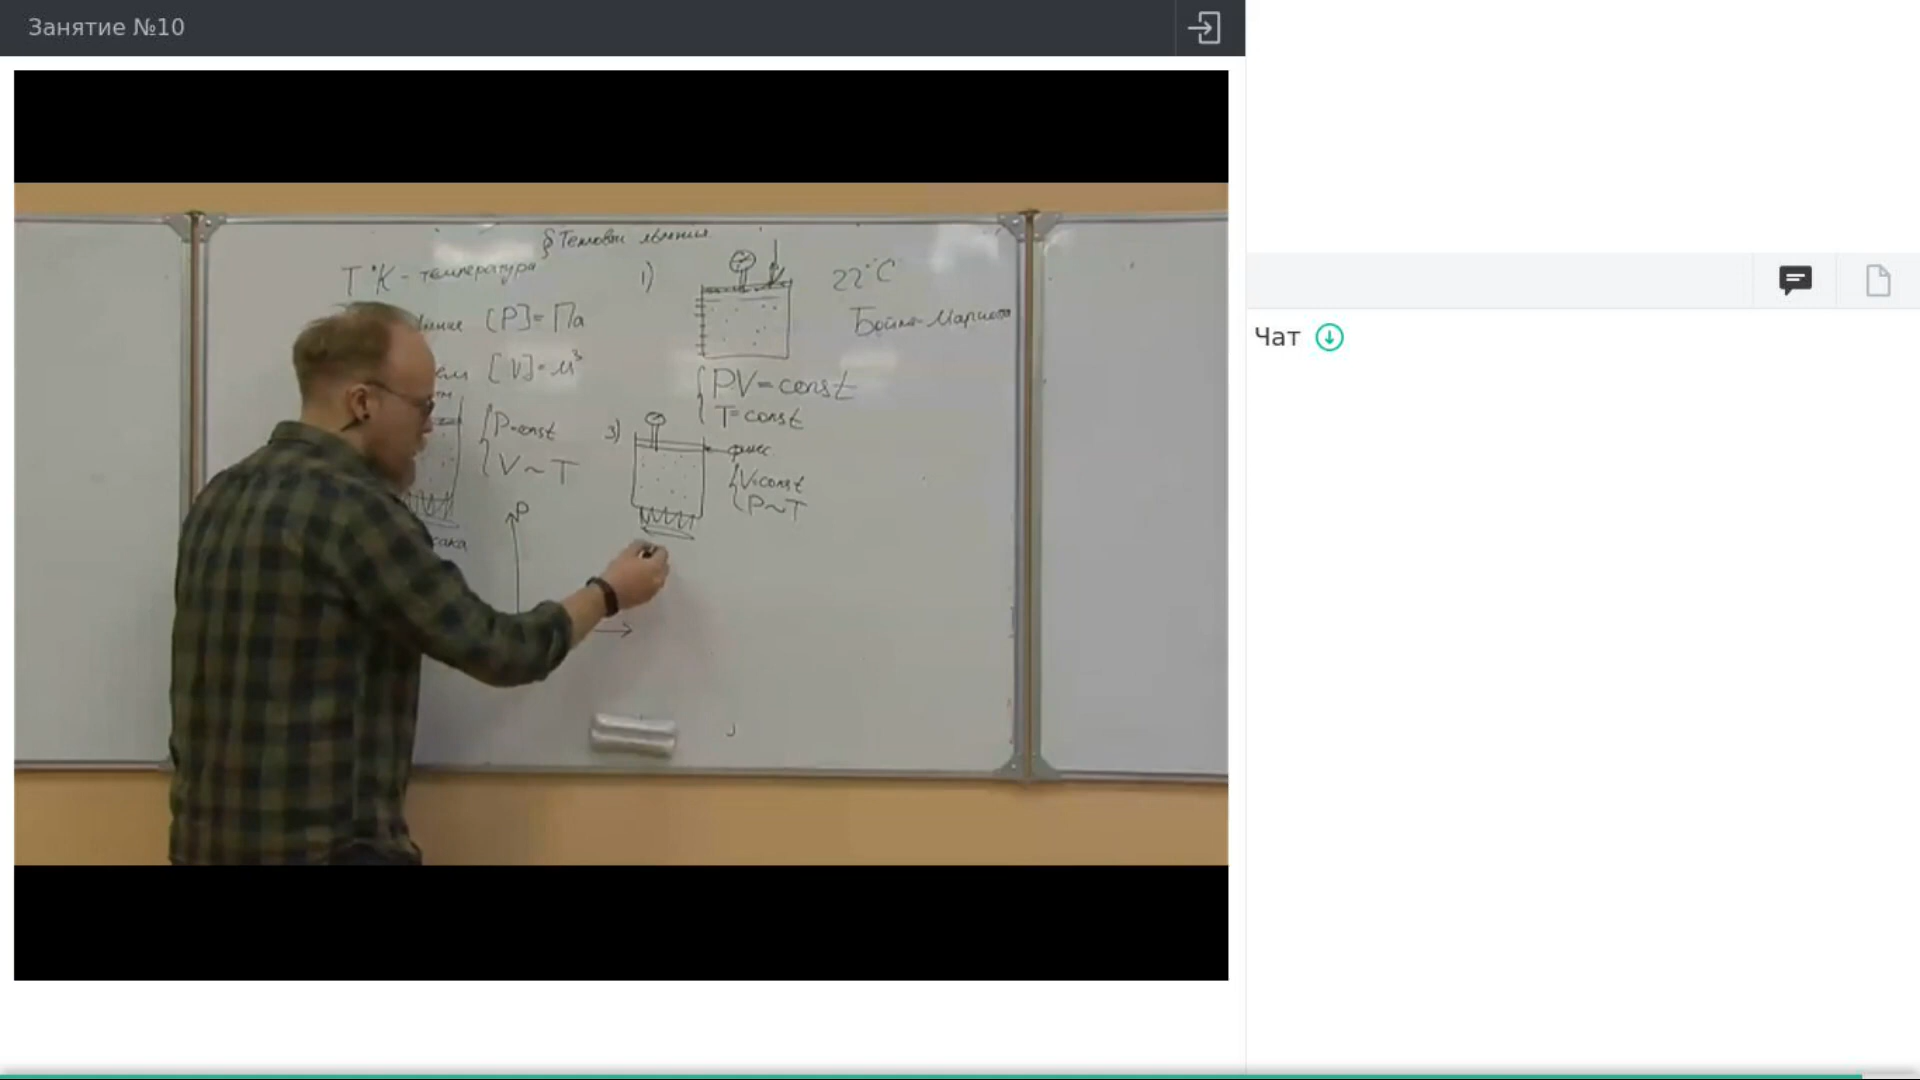 Занятие №10
§ Тепловые явления
T °K - температура
[P] = Па
[V] = м³
P=const
V ~ T
P
1)
22°C
Бойля-Мариотта
PV=const
T=const
3)
фикс.
V=const
P~T
Чат